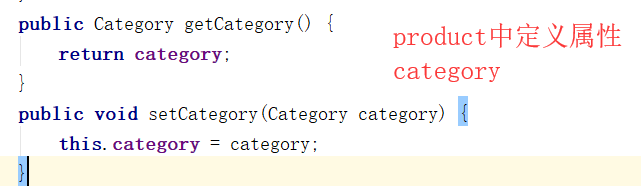 public Category getCategory() {
return category;
}
public void setCategory(Category category) {
this.category = category;
}
product中定义属性
category